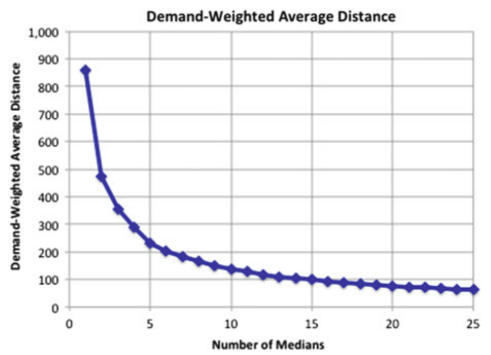 Demand-Weighted Average Distance
Demand-Weighted Average Distance
1,000
900
800
700
600
500
400
300
200
100
0
0 5 10 15 20 25
Number of Medians